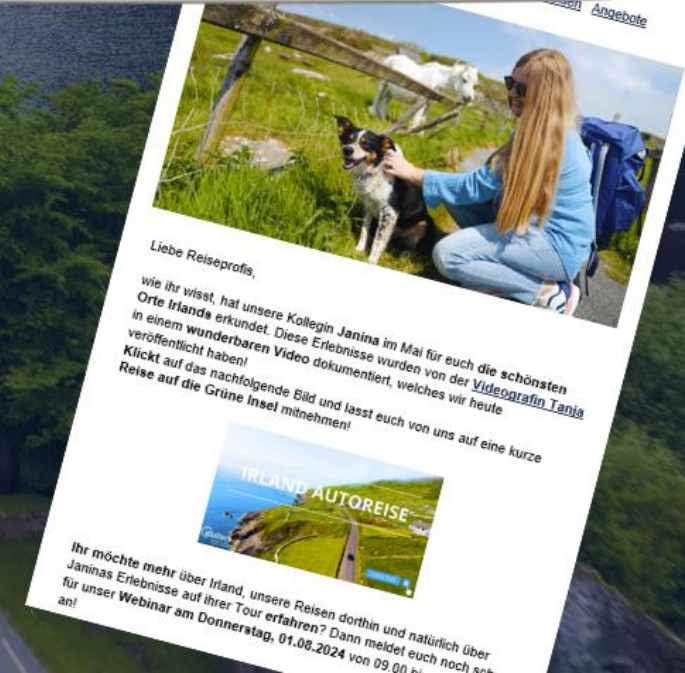 Angebote
Liebe Reiseprofis,
wie ihr wisst, hat unsere Kollegin Janina im Mai für euch die schönsten
Orte Irlands erkundet. Diese Erlebnisse wurden von der Videografin Tanja
in einem wunderbaren Video dokumentiert, welches wir heute
veröffentlicht haben!
Klickt auf das nachfolgende Bild und lasst euch von uns auf eine kurze
Reise auf die Grüne Insel mitnehmen!
IRLAND AUTOREISE
Ihr möchte mehr über Irland, unsere Reisen dorthin und natürlich über
Janinas Erlebnisse auf ihrer Tour erfahren? Dann meldet euch noch
für unser Webinar am Donnerstag, 01.08.2024 von 09.00
an!